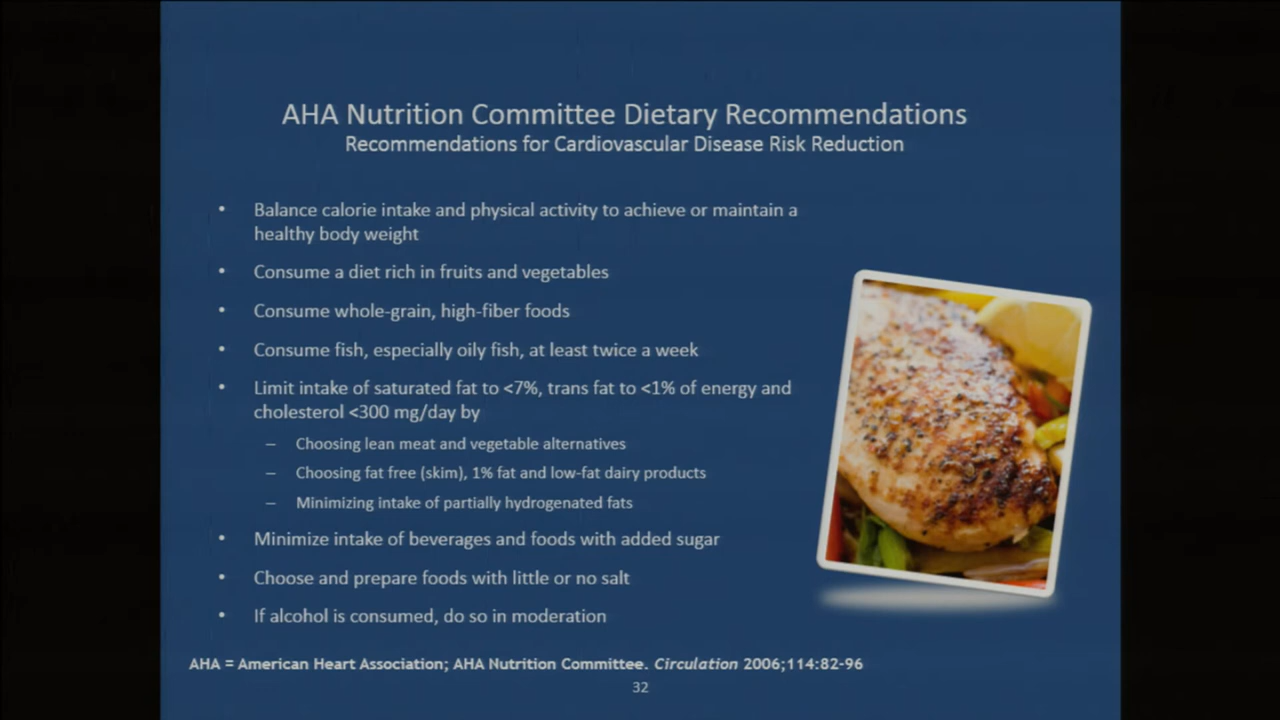 AHA Nutrition Committee Dietary Recommendations
Recommendations for Cardiovascular Disease Risk Reduction
• Balance calorie intake and physical activity to achieve or maintain a
healthy body weight
• Consume a diet rich in fruits and vegetables
• Consume whole-grain, high-fiber foods
• Consume fish, especially oily fish, at least twice a week
• Limit intake of saturated fat to <7%, trans fat to <1% of energy and
cholesterol <300 mg/day by
– Choosing lean meat and vegetable alternatives
– Choosing fat free (skim), 1% fat and low-fat dairy products
– Minimizing intake of partially hydrogenated fats
• Minimize intake of beverages and foods with added sugar
• Choose and prepare foods with little or no salt
• If alcohol is consumed, do so in moderation
AHA = American Heart Association; AHA Nutrition Committee. Circulation 2006;114:82-96
32